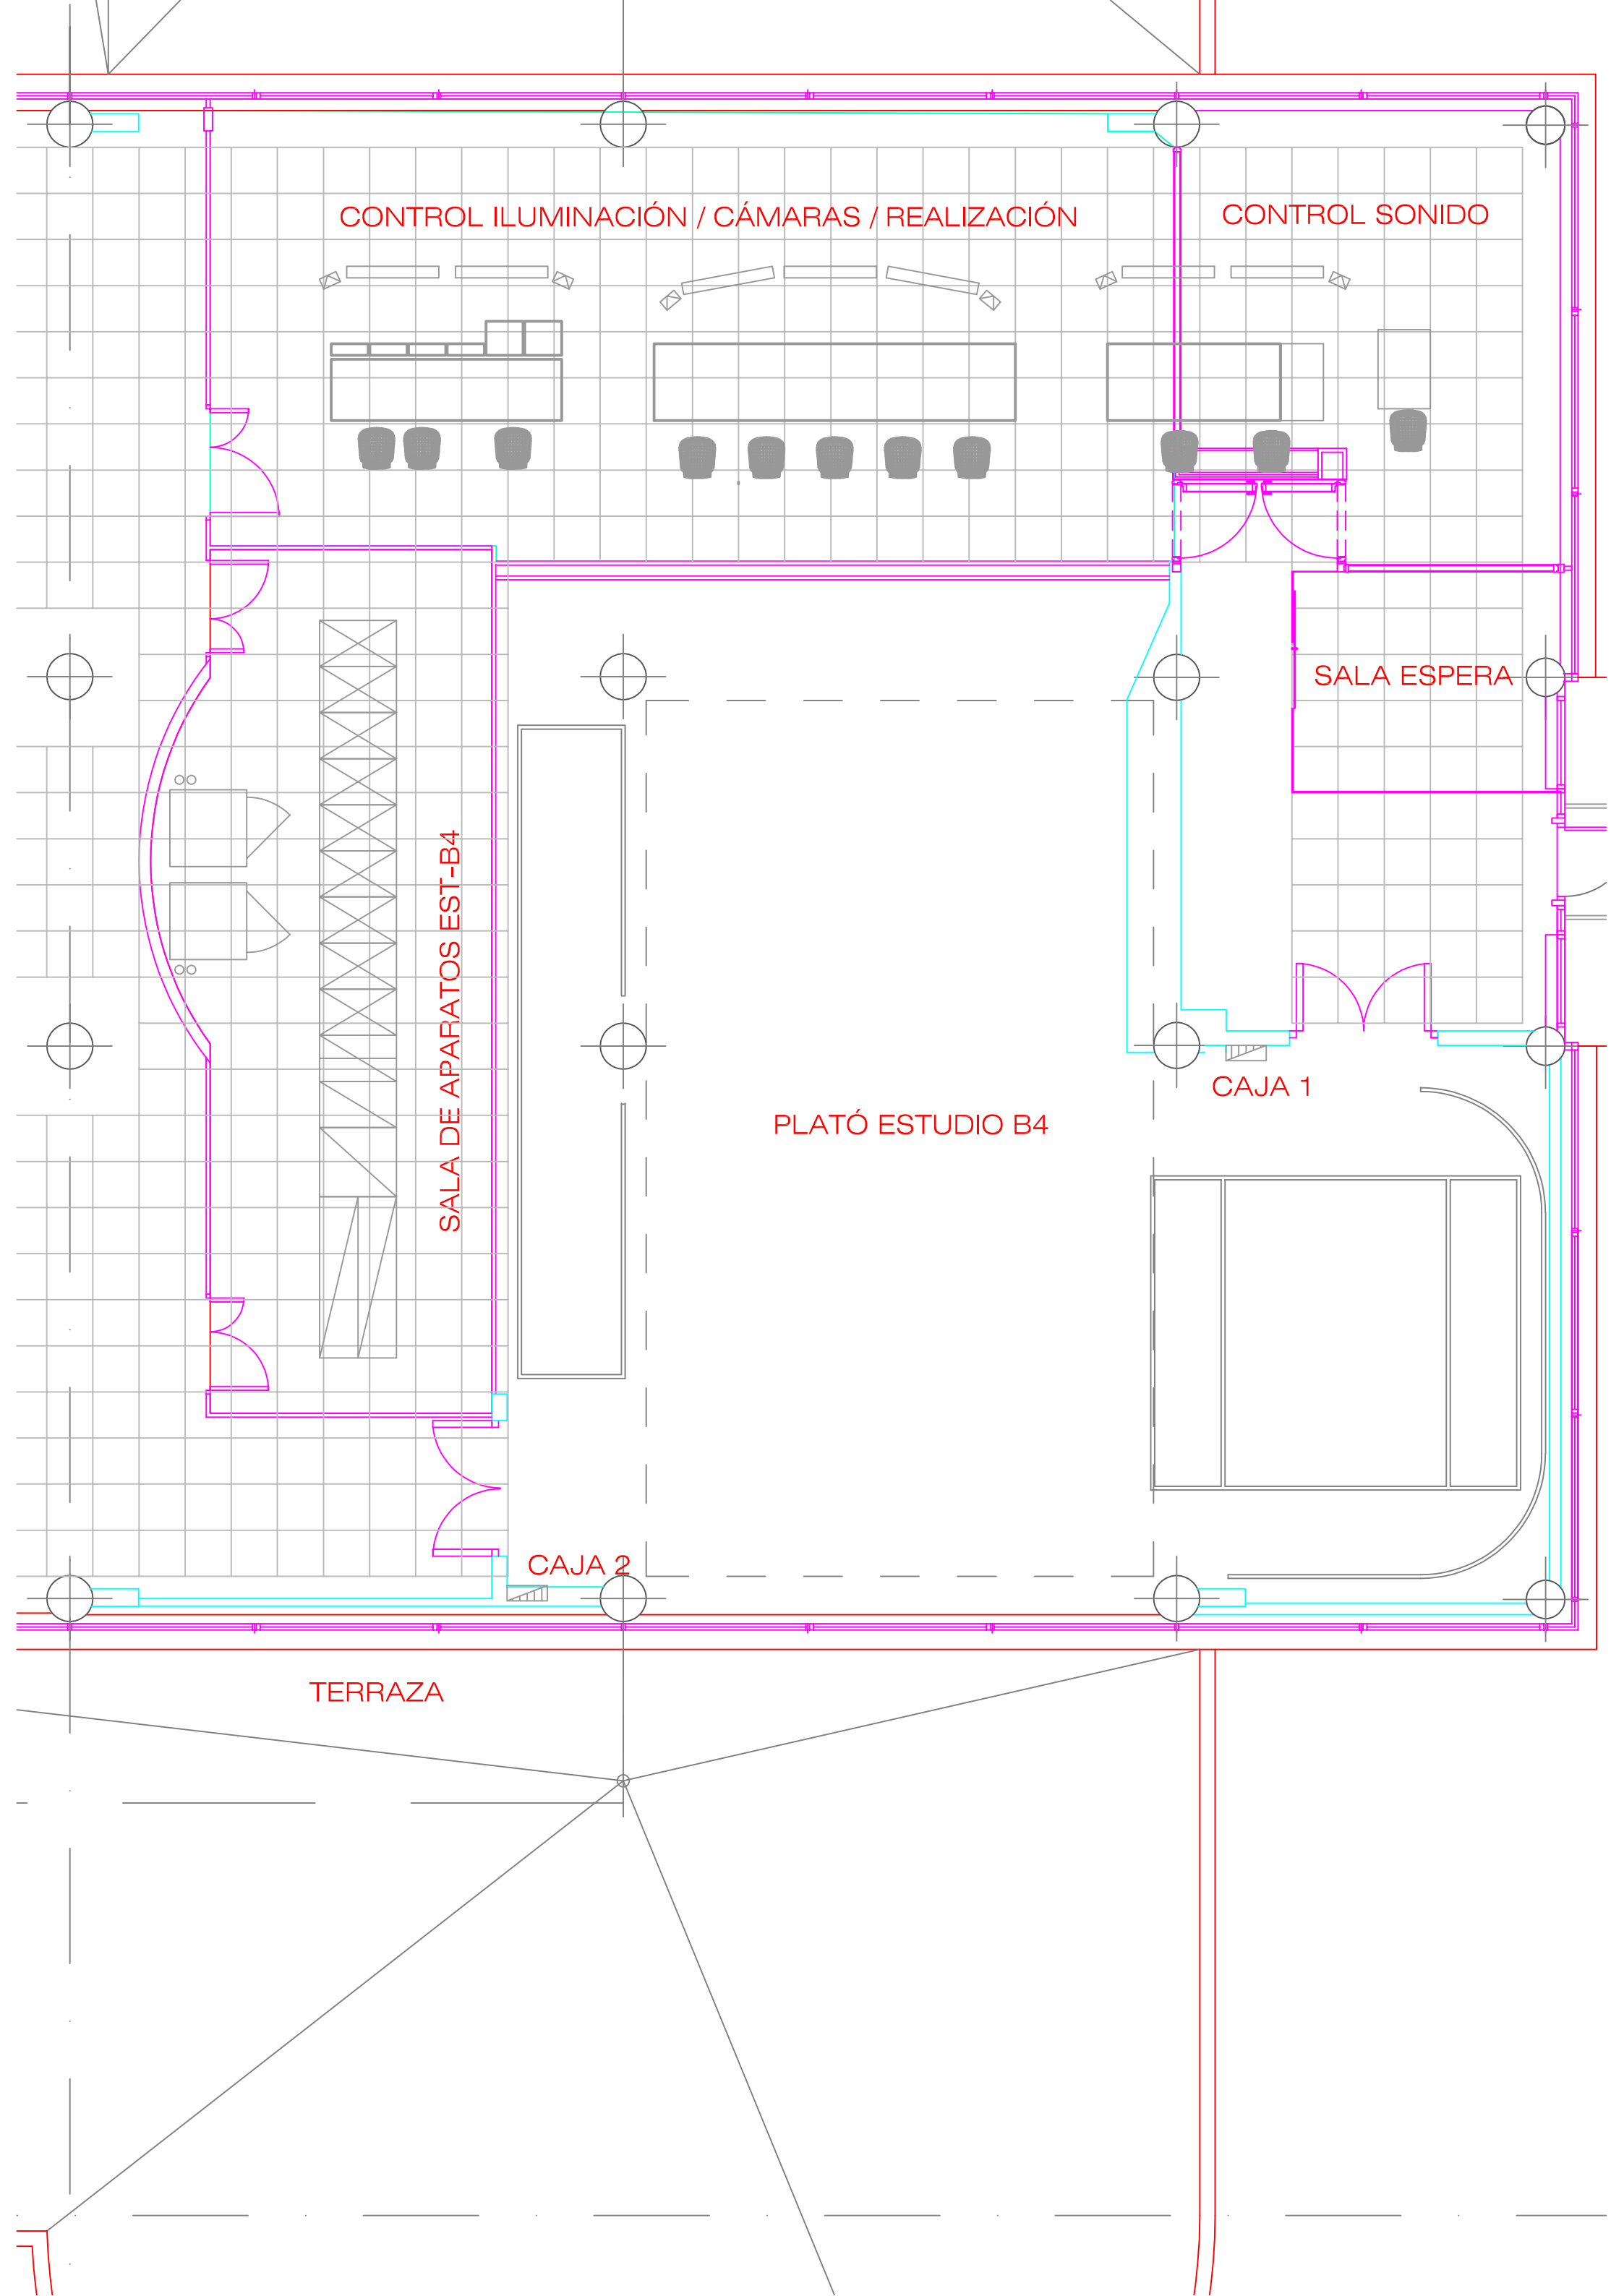 CONTROL ILUMINACIÓN / CÁMARAS / REALIZACIÓN
CONTROL SONIDO
SALA ESPERA
SALA DE APARATOS EST-B4
CAJA 1
PLATÓ ESTUDIO B4
CAJA 2
TERRAZA